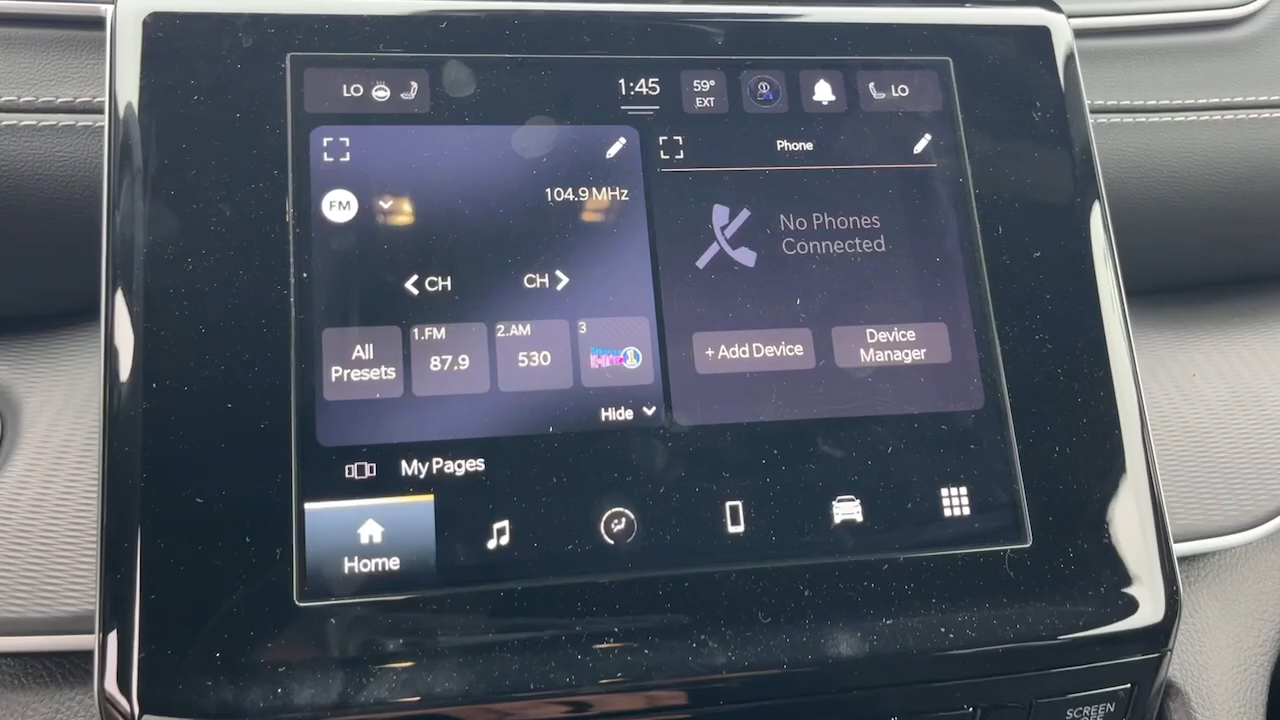 LO
1:45
59°
EXT
LO
104.9 MHz
FM
CH
CH
All
Presets
1.FM
87.9
2.AM
530
3
Hide
Phone
No Phones
Connected
+ Add Device
Device
Manager
My Pages
Home
SCREEN